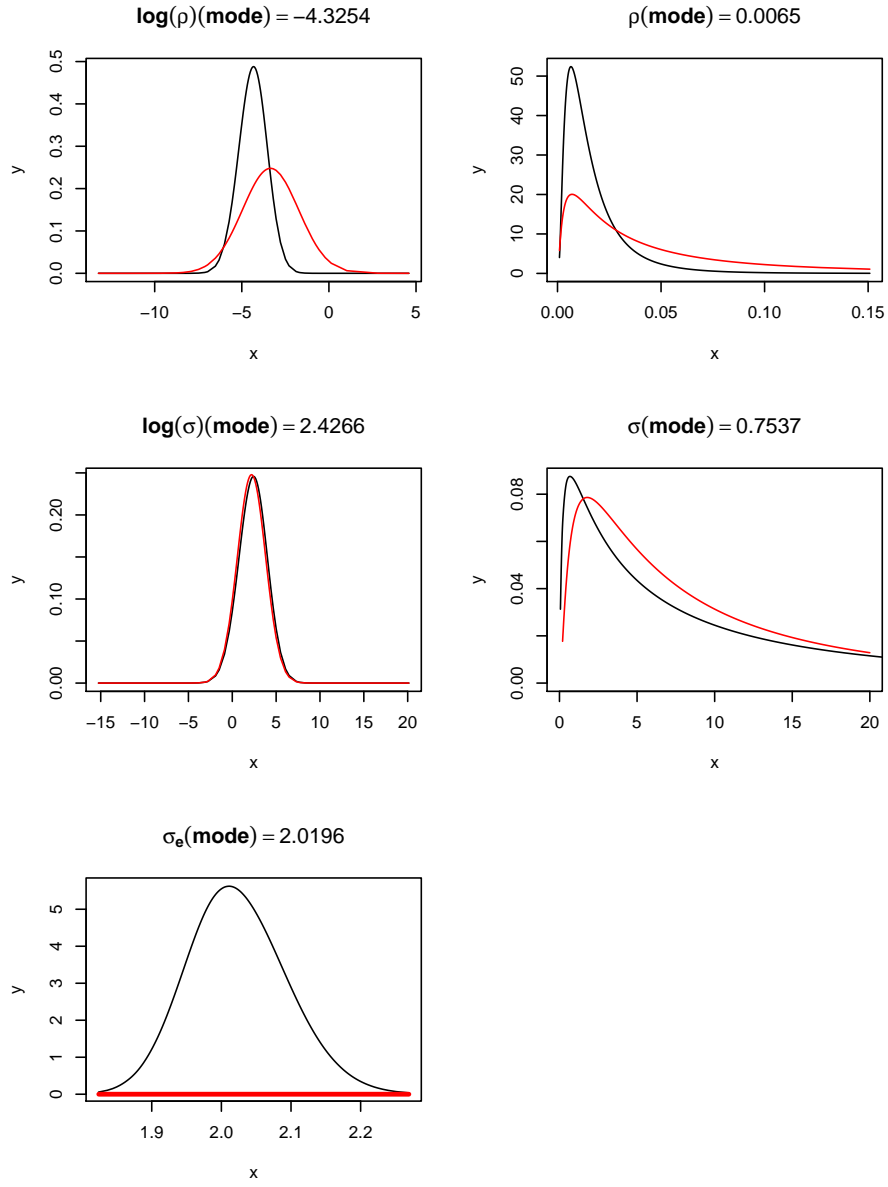 log(ρ)(mode) = −4.3254
y
0.0 0.1 0.2 0.3 0.4 0.5
−10 −5 0 5
x
ρ(mode) = 0.0065
y
0 10 20 30 40 50
0.00 0.05 0.10 0.15
x
log(σ)(mode) = 2.4266
y
0.00 0.10 0.20
−15 −10 −5 0 5 10 15 20
x
σ(mode) = 0.7537
y
0.00 0.04 0.08
0 5 10 15 20
x
σe(mode) = 2.0196
y
0 1 2 3 4 5
1.9 2.0 2.1 2.2
x